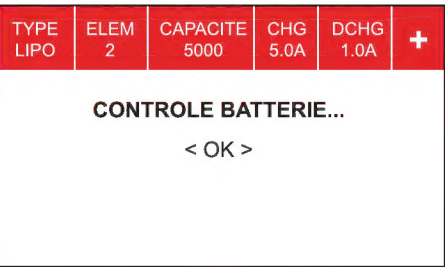 TYPE ELEM CAPACITE CHG DCHG +
LIPO 2 5000 5.0A 1.0A
CONTROLE BATTERIE...
< OK >